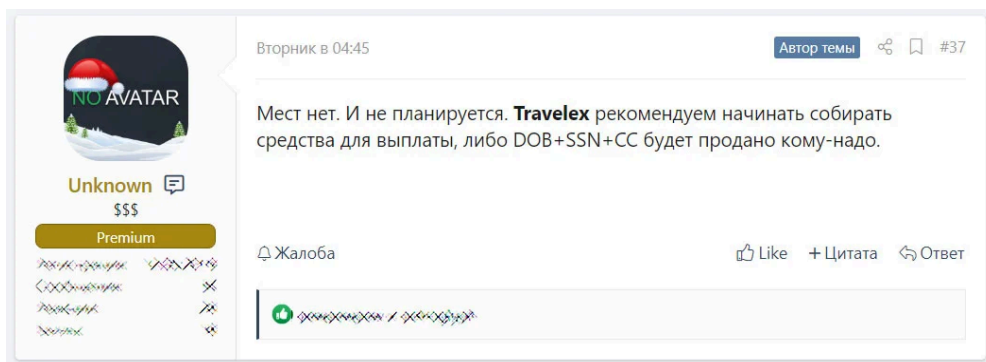 NO AVATAR
Unknown
$$$
Premium
Вторник в 04:45
Автор темы
#37
Мест нет. И не планируется. Travelex рекомендуем начинать собирать
средства для выплаты, либо DOB+SSN+CC будет продано кому-надо.
Жалоба
Like
+ Цитата
Ответ